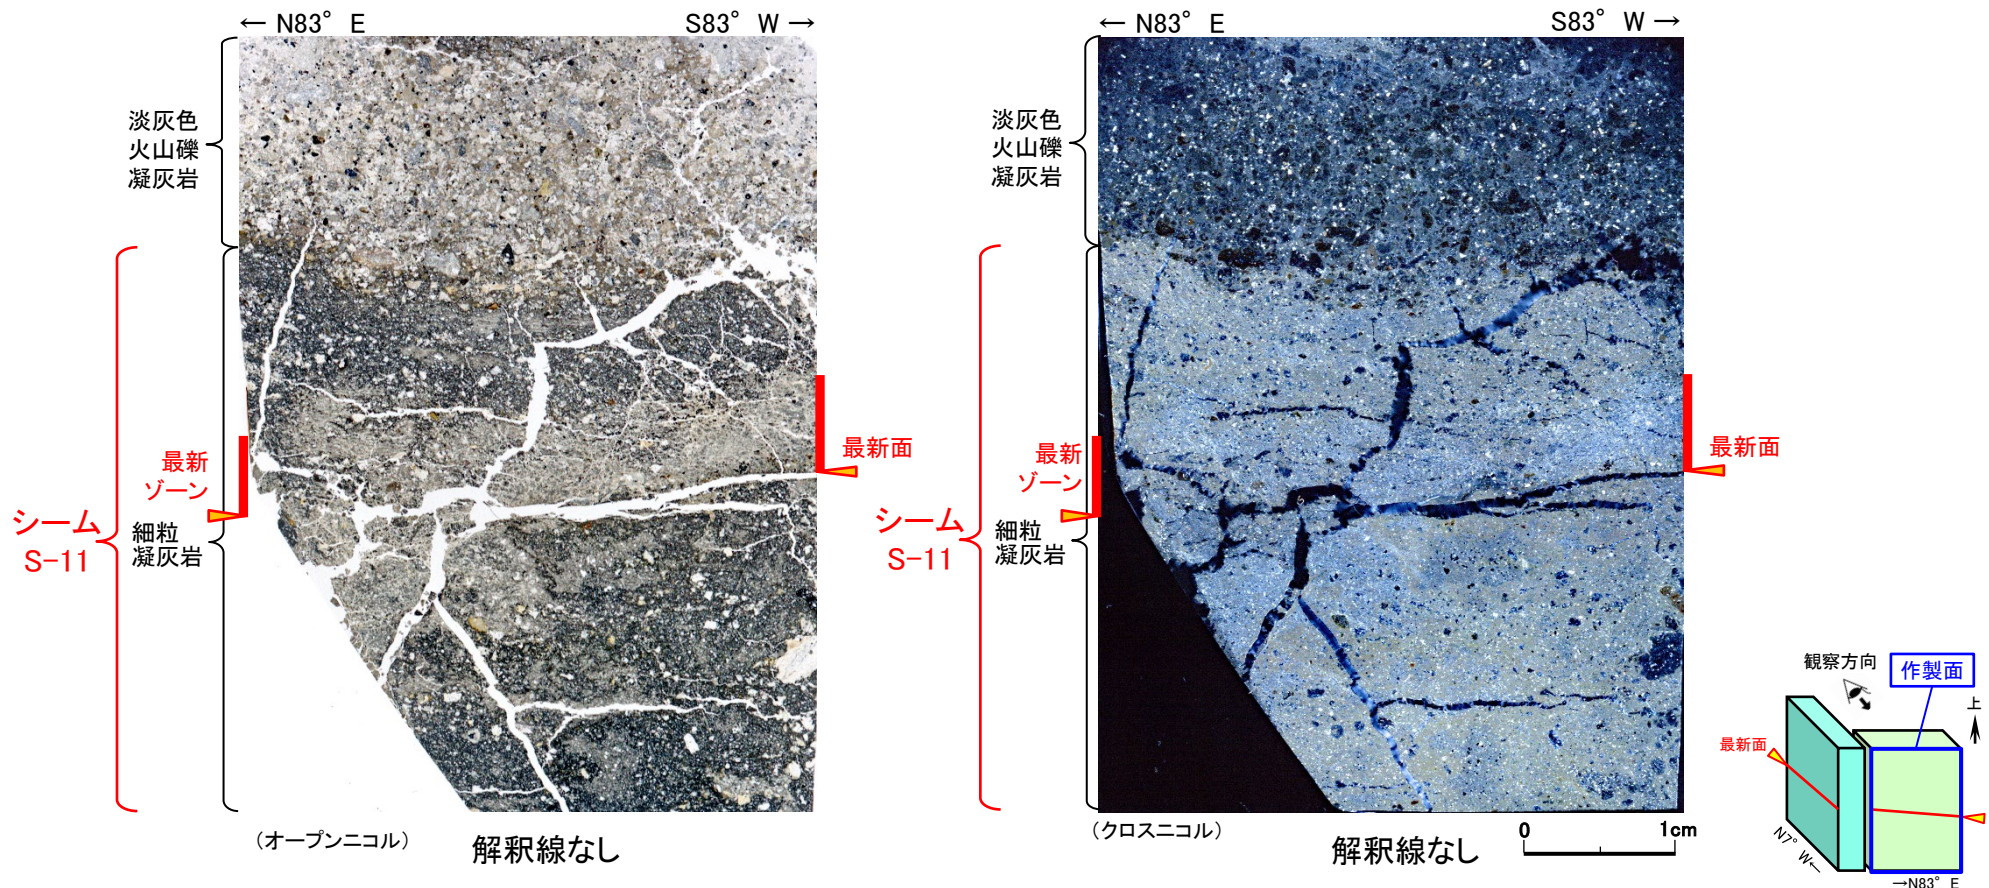 ← N83° E
S83° W →
淡灰色
火山礫
凝灰岩
シーム
S-11
最新
ゾーン
細粒
凝灰岩
最新面
（オープンニコル）
解釈線なし
← N83° E
S83° W →
淡灰色
火山礫
凝灰岩
シーム
S-11
最新
ゾーン
細粒
凝灰岩
最新面
（クロスニコル）
解釈線なし
0 1cm
観察方向
作製面
上
最新面
N7° W←
→N83° E